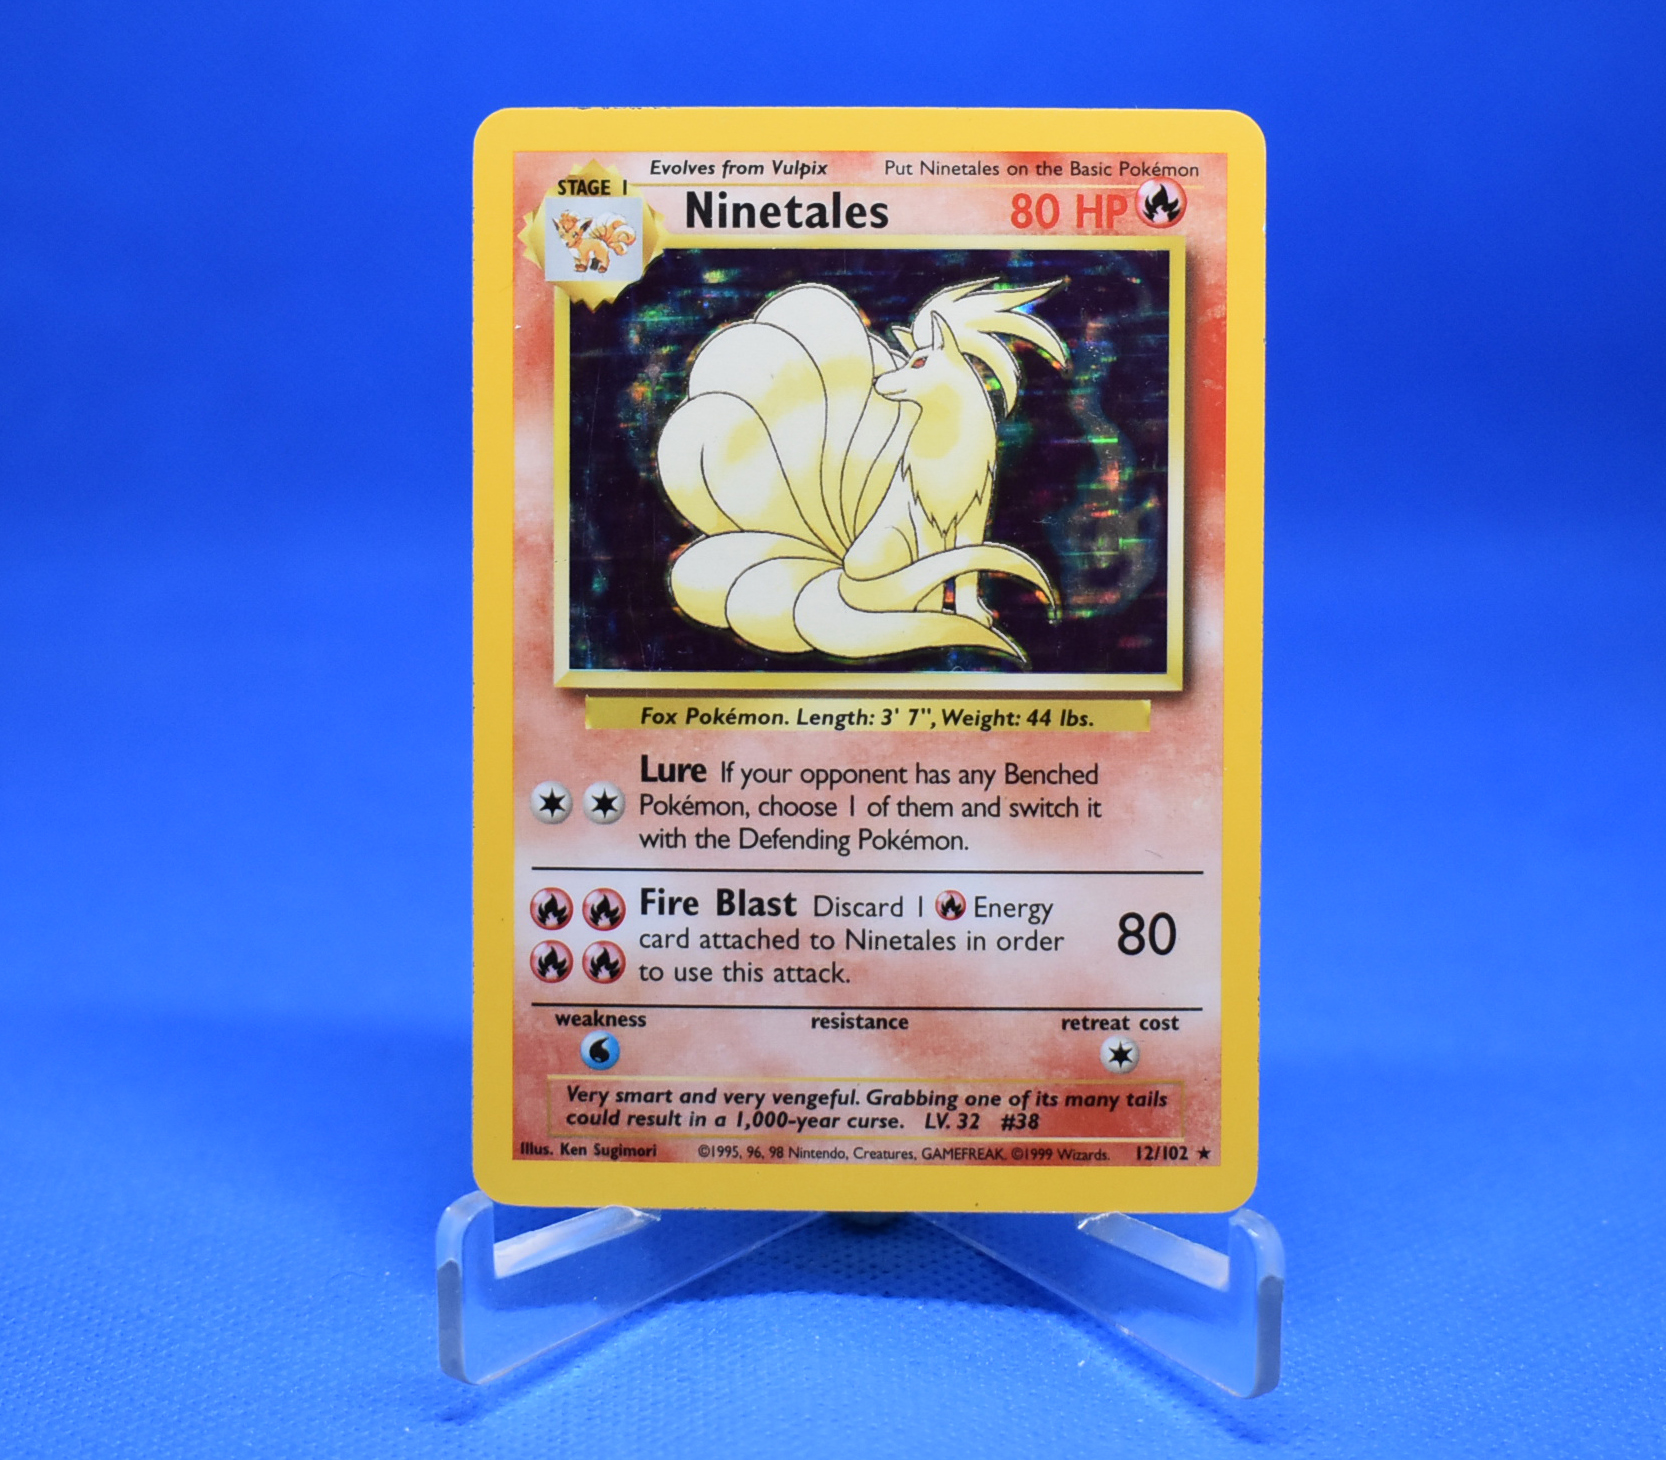 Evolves from Vulpix Put Ninetales on the Basic Pokémon
STAGE 1
Ninetales 80 HP
Fox Pokémon. Length: 3' 7", Weight: 44 lbs.
Lure If your opponent has any Benched
Pokémon, choose 1 of them and switch it
with the Defending Pokémon.
Fire Blast Discard 1 Energy
card attached to Ninetales in order
to use this attack.
80
weakness resistance retreat cost
Very smart and very vengeful. Grabbing one of its many tails
could result in a 1,000-year curse. LV. 32 #38
Illus. Ken Sugimori ©1995, 96, 98 Nintendo, Creatures, GAMEFREAK. ©1999 Wizards. 12/102 ★